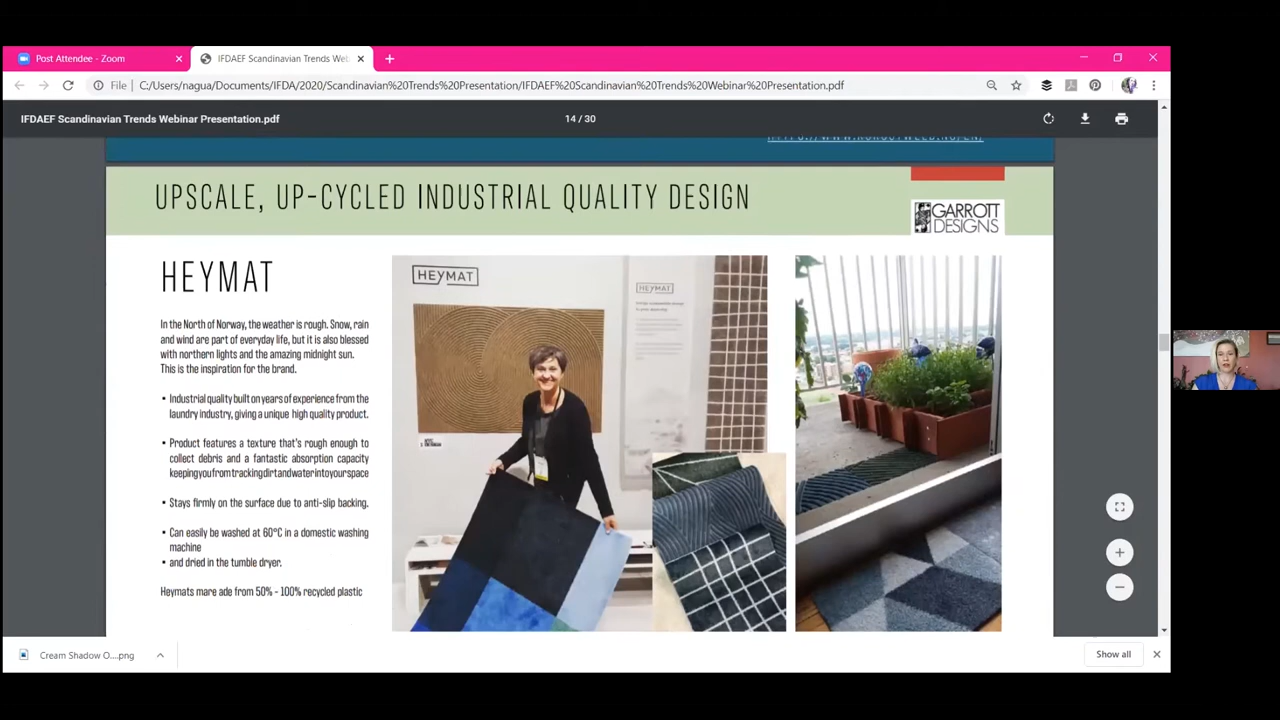 Post Attendee - Zoom
IFDAEF Scandinavian Trends Web
File
C:/Users/nagua/Documents/IFDA/2020/Scandinavian%20Trends%20Presentation/IFDAEF%20Scandinavian%20Trends%20Webinar%20Presentation.pdf
IFDAEF Scandinavian Trends Webinar Presentation.pdf
14 / 30
UPSCALE, UP-CYCLED INDUSTRIAL QUALITY DESIGN
GARROTT
DESIGNS
HEYMAT
In the North of Norway, the weather is rough. Snow, rain
and wind are part of everyday life, but it is also blessed
with northern lights and the amazing midnight sun.
This is the inspiration for the brand.
• Industrial quality built on years of experience from the
laundry industry, giving a unique high quality product.
• Product features a texture that's rough enough to
collect debris and a fantastic absorption capacity
keepingyoufromtrackingdirtandwaterintoyourspace
• Stays firmly on the surface due to anti-slip backing.
• Can easily be washed at 60°C in a domestic washing
machine
• and dried in the tumble dryer.
Heymats mare ade from 50% - 100% recycled plastic
HEYMAT
HEYMAT
Cream Shadow O....png
Show all